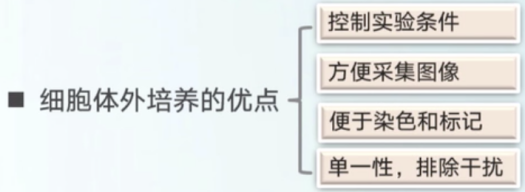 控制实验条件
方便采集图像
■ 细胞体外培养的优点
便于染色和标记
单一性，排除干扰